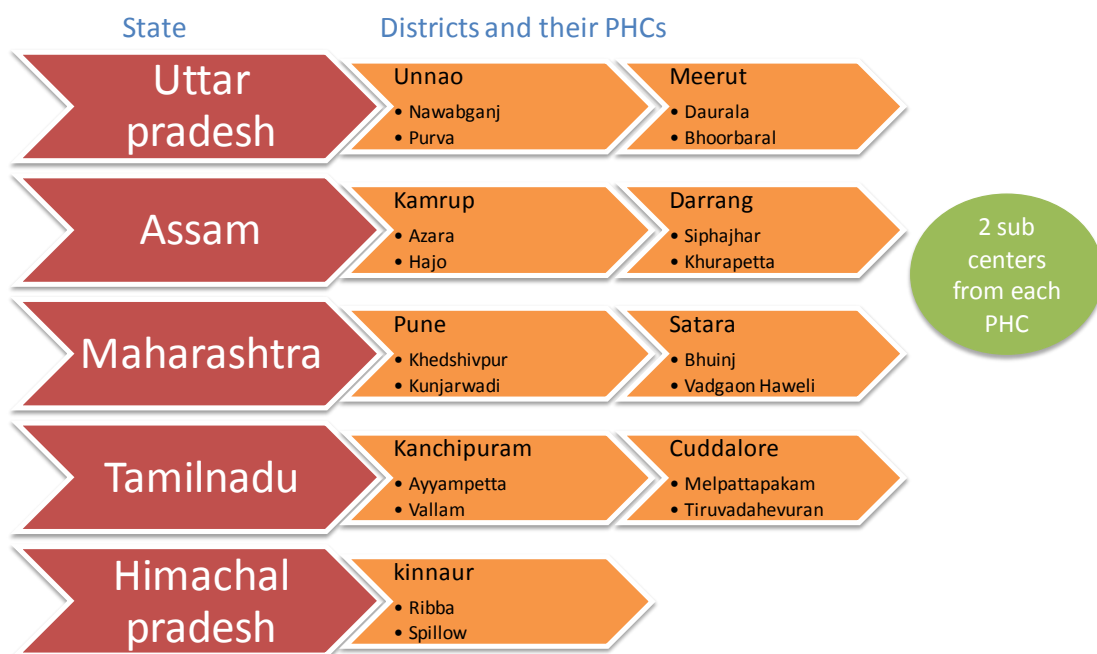 State
Districts and their PHCs
Uttar
pradesh
Unnao
• Nawabganj
• Purva
Meerut
• Daurala
• Bhoorbaral
Assam
Kamrup
• Azara
• Hajo
Darrang
• Siphajhar
• Khurapetta
2 sub
centers
from each
PHC
Maharashtra
Pune
• Khedshivpur
• Kunjarwadi
Satara
• Bhuinj
• Vadgaon Haweli
Tamilnadu
Kanchipuram
• Ayyampetta
• Vallam
Cuddalore
• Melpattapakam
• Tiruvadahevuran
Himachal
pradesh
kinnaur
• Ribba
• Spillow